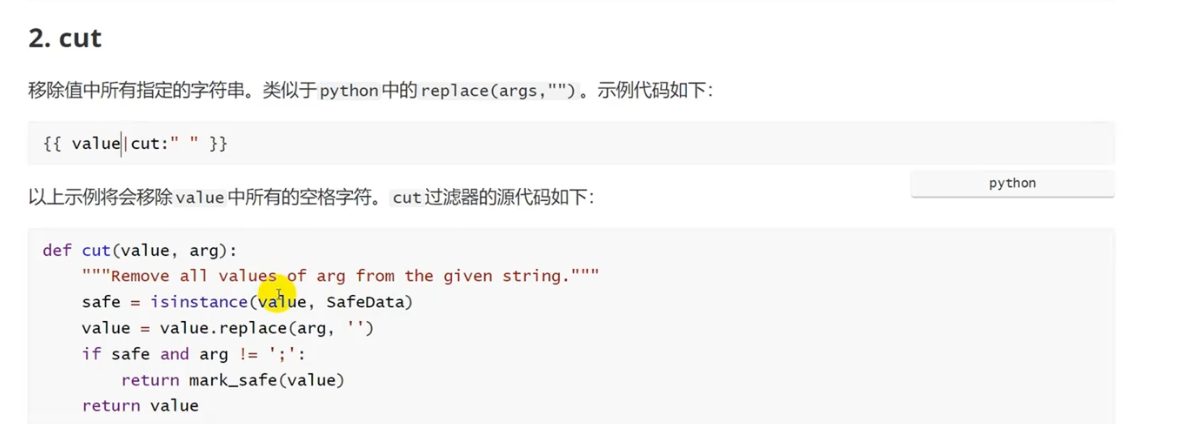 2. cut
移除值中所有指定的字符串。类似于python中的replace(args,"")。示例代码如下：
{{ value|cut:" " }}
以上示例将会移除value中所有的空格字符。cut过滤器的源代码如下：
python
def cut(value, arg):
    """Remove all values of arg from the given string."""
    safe = isinstance(value, SafeData)
    value = value.replace(arg, '')
    if safe and arg != ';':
        return mark_safe(value)
    return value